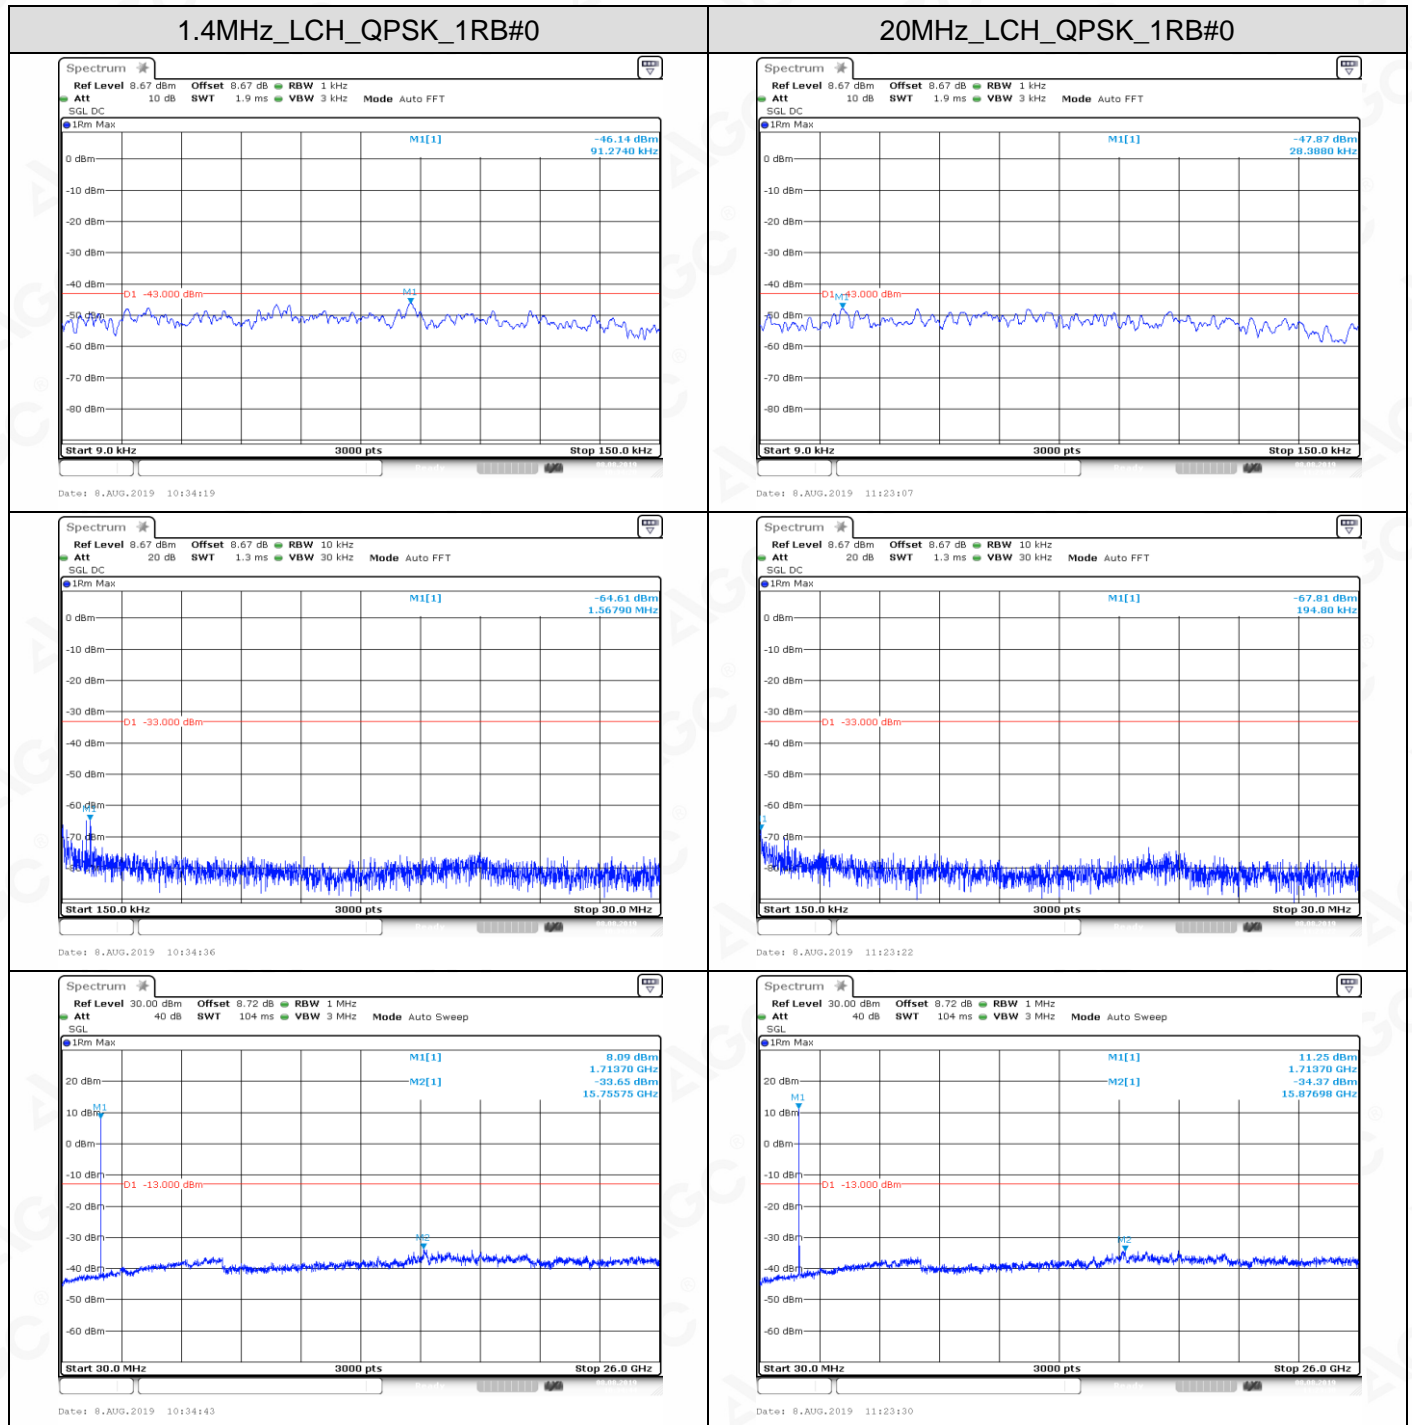 1.4MHz_LCH_QPSK_1RB#0
20MHz_LCH_QPSK_1RB#0
Spectrum
Ref Level 8.67 dBm Offset 8.67 dB RBW 1 kHz
Att 10 dB SWT 1.9 ms VBW 3 kHz Mode Auto FFT
SGL DC
1Rm Max
M1[1] -46.14 dBm
91.2740 kHz
0 dBm
-10 dBm
-20 dBm
-30 dBm
-40 dBm
D1 -43.000 dBm
M1
-50 dBm
-60 dBm
-70 dBm
-80 dBm
Start 9.0 kHz 3000 pts Stop 150.0 kHz
Date: 8.AUG.2019 10:34:19
Spectrum
Ref Level 8.67 dBm Offset 8.67 dB RBW 1 kHz
Att 10 dB SWT 1.9 ms VBW 3 kHz Mode Auto FFT
SGL DC
1Rm Max
M1[1] -47.87 dBm
28.3880 kHz
0 dBm
-10 dBm
-20 dBm
-30 dBm
-40 dBm
D1 -43.000 dBm
M1
-50 dBm
-60 dBm
-70 dBm
-80 dBm
Start 9.0 kHz 3000 pts Stop 150.0 kHz
Date: 8.AUG.2019 11:23:07
Spectrum
Ref Level 8.67 dBm Offset 8.67 dB RBW 10 kHz
Att 20 dB SWT 1.3 ms VBW 30 kHz Mode Auto FFT
SGL DC
1Rm Max
M1[1] -64.61 dBm
1.56790 MHz
0 dBm
-10 dBm
-20 dBm
-30 dBm
D1 -33.000 dBm
-40 dBm
-50 dBm
-60 dBm
M1
-70 dBm
Start 150.0 kHz 3000 pts Stop 30.0 MHz
Date: 8.AUG.2019 10:34:36
Spectrum
Ref Level 8.67 dBm Offset 8.67 dB RBW 10 kHz
Att 20 dB SWT 1.3 ms VBW 30 kHz Mode Auto FFT
SGL DC
1Rm Max
M1[1] -67.81 dBm
194.80 kHz
0 dBm
-10 dBm
-20 dBm
-30 dBm
D1 -33.000 dBm
-40 dBm
-50 dBm
-60 dBm
-70 dBm
Start 150.0 kHz 3000 pts Stop 30.0 MHz
Date: 8.AUG.2019 11:23:22
Spectrum
Ref Level 30.00 dBm Offset 8.72 dB RBW 1 MHz
Att 40 dB SWT 104 ms VBW 3 MHz Mode Auto Sweep
SGL
1Rm Max
M1[1] 8.09 dBm
1.71370 GHz
M2[1] -33.65 dBm
15.75575 GHz
20 dBm
M1
10 dBm
0 dBm
-10 dBm
D1 -13.000 dBm
-20 dBm
-30 dBm
M2
-40 dBm
-50 dBm
-60 dBm
Start 30.0 MHz 3000 pts Stop 26.0 GHz
Date: 8.AUG.2019 10:34:43
Spectrum
Ref Level 30.00 dBm Offset 8.72 dB RBW 1 MHz
Att 40 dB SWT 104 ms VBW 3 MHz Mode Auto Sweep
SGL
1Rm Max
M1[1] 11.25 dBm
1.71370 GHz
M2[1] -34.37 dBm
15.87698 GHz
20 dBm
M1
10 dBm
0 dBm
-10 dBm
D1 -13.000 dBm
-20 dBm
-30 dBm
M2
-40 dBm
-50 dBm
-60 dBm
Start 30.0 MHz 3000 pts Stop 26.0 GHz
Date: 8.AUG.2019 11:23:30